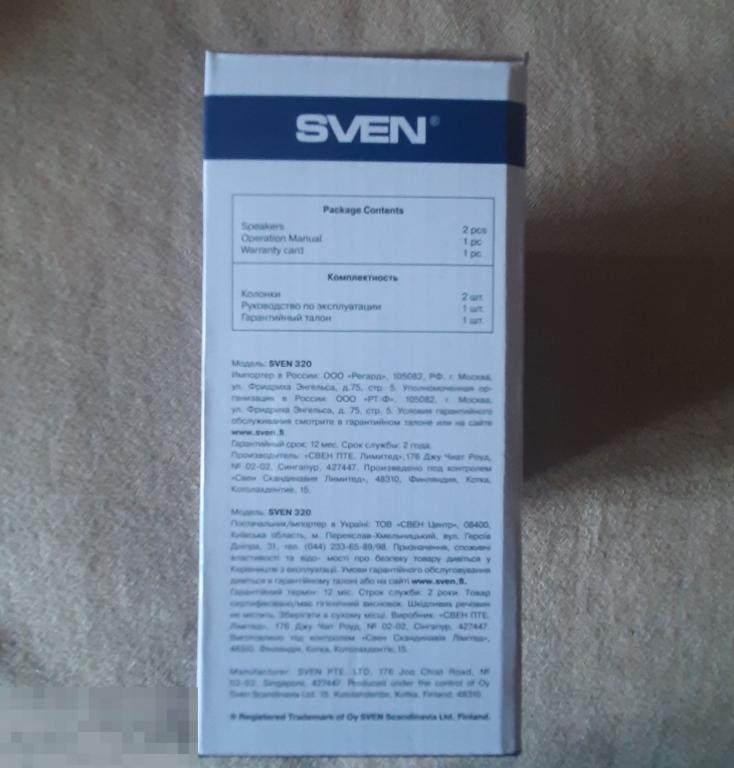 SVEN®
Package Contents
Speakers 2 pcs
Operation Manual 1 pc
Warranty card 1 pc
Комплектность
Колонки 2 шт.
Руководство по эксплуатации 1 шт.
Гарантийный талон 1 шт.
Модель: SVEN 320
Импортер в России: ООО «Регард», 105082, РФ, г. Москва,
ул. Фридриха Энгельса, д.75, стр. 5. Уполномоченная ор-
ганизация в России: ООО «РТ-Ф», 105082, г. Москва,
ул. Фридриха Энгельса, д. 75, стр. 5. Условия гарантийного
обслуживания смотрите в гарантийном талоне или на сайте
www.sven.fi.
Гарантийный срок: 12 мес. Срок службы: 2 года.
Производитель: «СВЕН ПТЕ. Лимитед», 176 Джу Чиат Роуд,
№ 02-02, Сингапур, 427447. Произведено под контролем
«Свен Скандинавия Лимитед», 48310, Финляндия, Котка,
Котолахдентие, 15.
Модель: SVEN 320
Постачальник/імпортер в Україні: ТОВ «СВЕН Центр», 08400,
Київська область, м. Переяслав-Хмельницький, вул. Героїв
Дніпра, 31, тел. (044) 233-65-89/98. Призначення, споживчі
властивості та відо- мості про безпеку товару дивіться у
Керівництві з експлуатації. Умови гарантійного обслуговування
дивіться в гарантійному талоні або на сайті www.sven.fi.
Гарантійний термін: 12 міс. Строк служби: 2 роки. Товар
сертифіковано/має гігієнічний висновок. Шкідливих речовин
не містить. Зберігати в сухому місці. Виробник: «СВЕН ПТЕ.
Лімітед», 176 Джу Чіат Роуд, № 02-02, Сінгапур, 427447.
Виготовлено під контролем «Свен Скандинавія Лімітед»,
48310, Фінляндія, Котка, Котолахдентіє, 15.
Manufacturer: SVEN PTE. LTD, 176 Joo Chiat Road, №
02-02, Singapore, 427447. Produced under the control of Oy
Sven Scandinavia Ltd. 15, Kotolahdentie, Kotka, Finland, 48310.
® Registered Trademark of Oy SVEN Scandinavia Ltd. Finland.